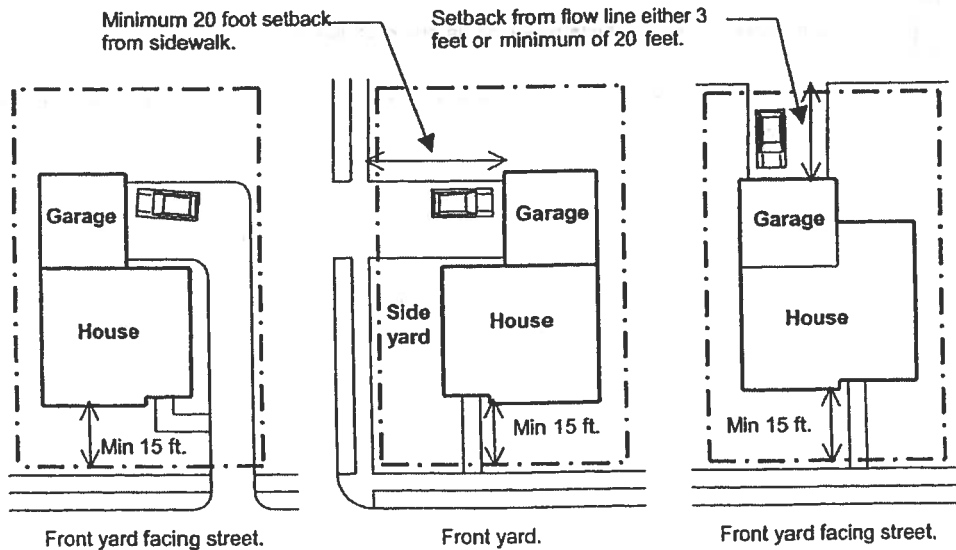 Minimum 20 foot setback
from sidewalk.
Setback from flow line either 3
feet or minimum of 20 feet.
Garage
House
Min 15 ft.
Front yard facing street.
Garage
Side
yard
House
Min 15 ft.
Front yard.
Garage
House
Min 15 ft.
Front yard facing street.